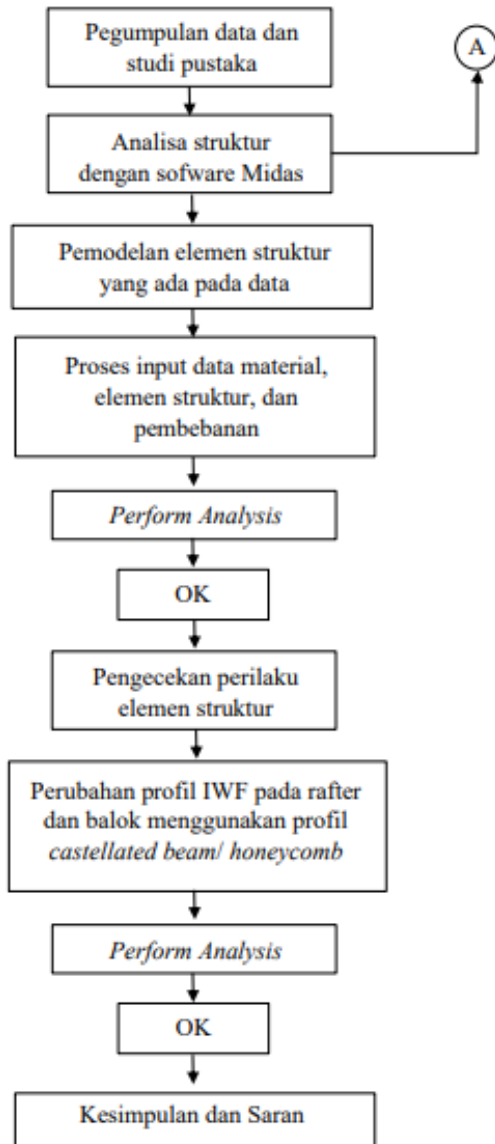 Pegumpulan data dan
studi pustaka
A
Analisa struktur
dengan sofware Midas
Pemodelan elemen struktur
yang ada pada data
Proses input data material,
elemen struktur, dan
pembebanan
Perform Analysis
OK
Pengecekan perilaku
elemen struktur
Perubahan profil IWF pada rafter
dan balok menggunakan profil
castellated beam/ honeycomb
Perform Analysis
OK
Kesimpulan dan Saran